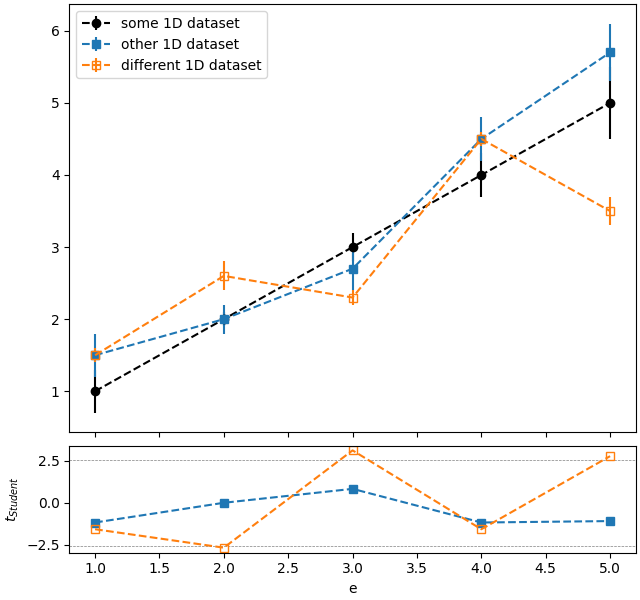 some 1D dataset
other 1D dataset
different 1D dataset
6
5
4
3
2
1
2.5
0.0
−2.5
t_Student
1.0 1.5 2.0 2.5 3.0 3.5 4.0 4.5 5.0
e